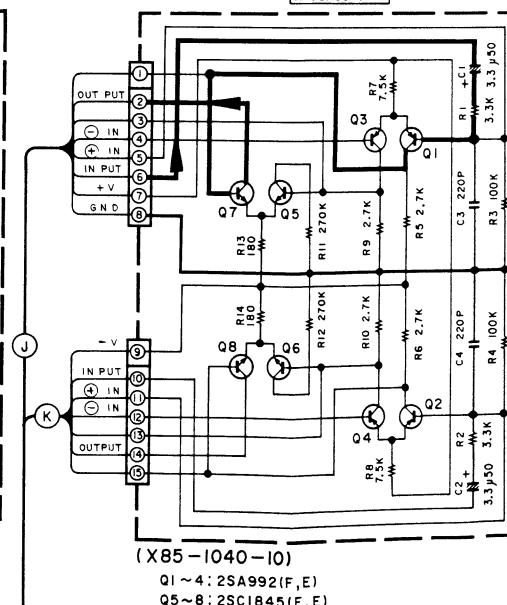 1
OUT PUT 2
3
⊖ IN 4
⊕ IN 5
IN PUT 6
+V 7
GND 8
J
K
-V 9
IN PUT 10
⊕ IN 11
⊖ IN 12
13
OUTPUT 14
15
R7
7.5K
+C1
3.3μ50
R1
3.3K
Q3
Q1
Q7
Q5
R11 270K
R9 2.7K
R5 2.7K
C3 220P
R3 100K
R13
180
R14
180
R12 270K
R10 2.7K
R6 2.7K
C4 220P
R4 100K
Q8
Q6
Q4
Q2
R2
3.3K
R8
7.5K
C2 +
3.3μ50
(X85-1040-10)
Q1~4:2SA992(F,E)
Q5~8:2SC1845(F,E)